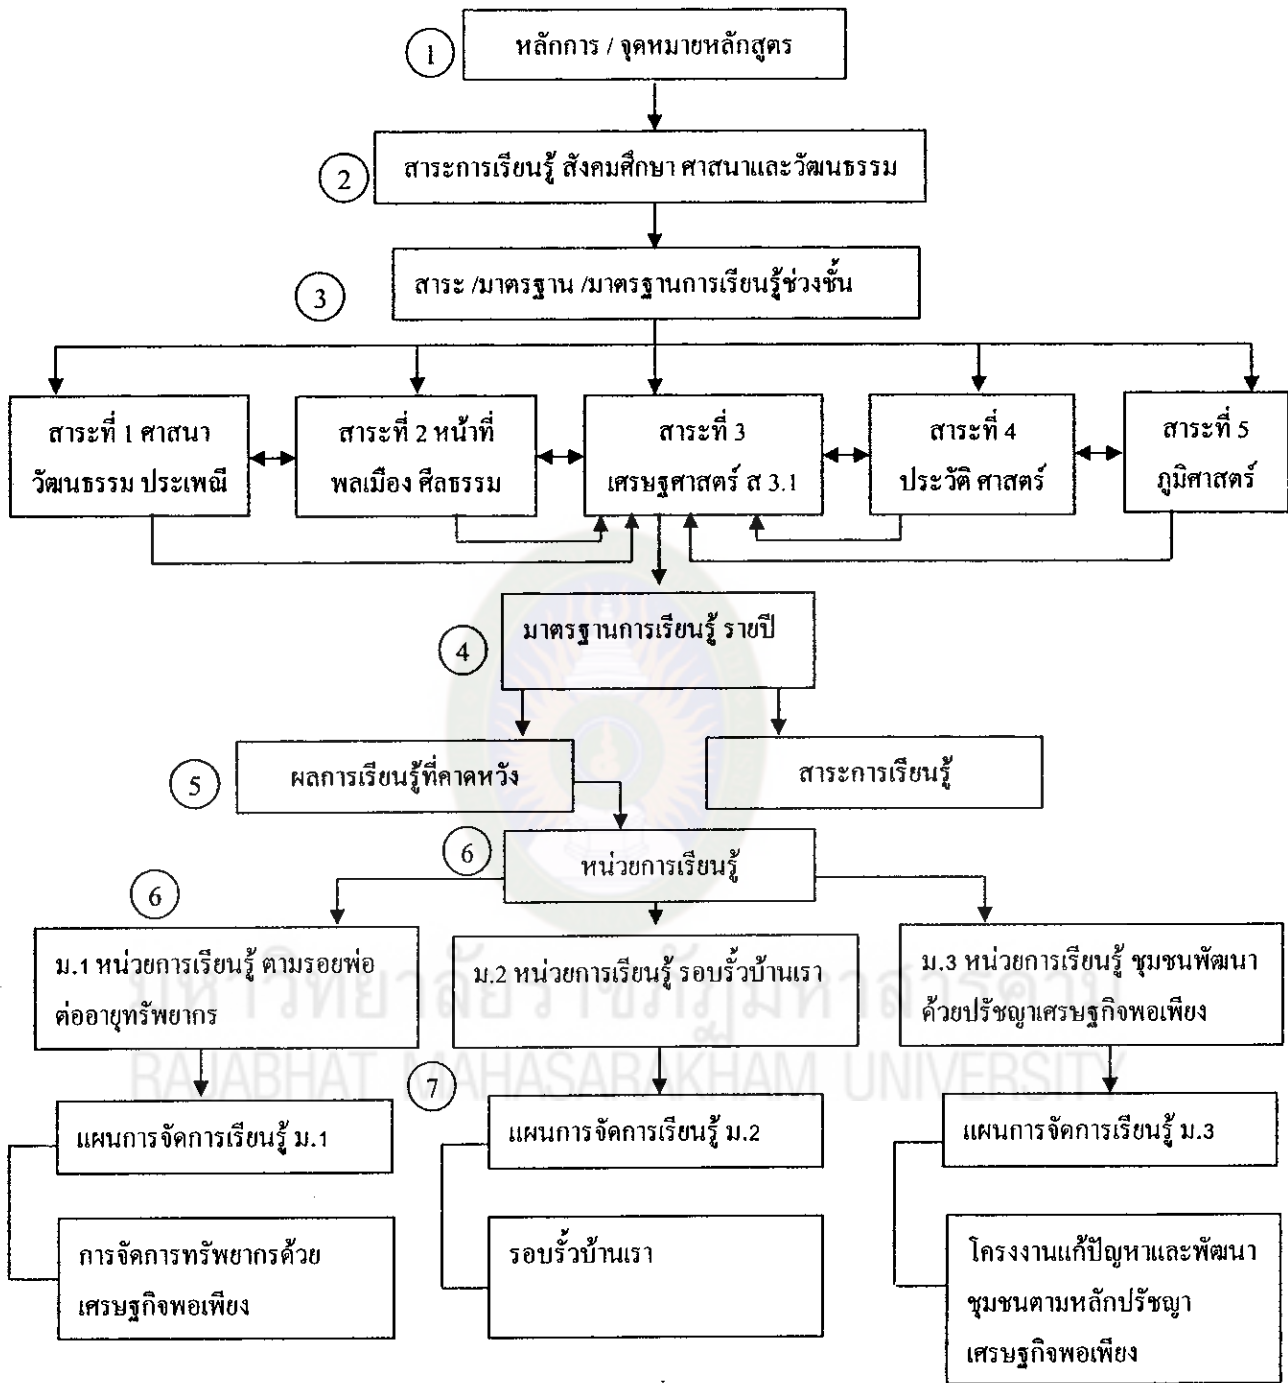 1
หลักการ / จุดหมายหลักสูตร
2
สาระการเรียนรู้ สังคมศึกษา ศาสนาและวัฒนธรรม
3
สาระ /มาตรฐาน /มาตรฐานการเรียนรู้ช่วงชั้น
สาระที่ 1 ศาสนา
วัฒนธรรม ประเพณี
สาระที่ 2 หน้าที่
พลเมือง ศีลธรรม
สาระที่ 3
เศรษฐศาสตร์ ส 3.1
สาระที่ 4
ประวัติ ศาสตร์
สาระที่ 5
ภูมิศาสตร์
4
มาตรฐานการเรียนรู้ รายปี
5
ผลการเรียนรู้ที่คาดหวัง
สาระการเรียนรู้
6
หน่วยการเรียนรู้
6
ม.1 หน่วยการเรียนรู้ ตามรอยพ่อ
ต่ออายุทรัพยากร
ม.2 หน่วยการเรียนรู้ รอบรั้วบ้านเรา
ม.3 หน่วยการเรียนรู้ ชุมชนพัฒนา
ด้วยปรัชญาเศรษฐกิจพอเพียง
มหาวิทยาลัยราชภัฏมหาสารคาม
RAJABHAT MAHASARAKHAM UNIVERSITY
7
แผนการจัดการเรียนรู้ ม.1
แผนการจัดการเรียนรู้ ม.2
แผนการจัดการเรียนรู้ ม.3
การจัดการทรัพยากรด้วย
เศรษฐกิจพอเพียง
รอบรั้วบ้านเรา
โครงงานแก้ปัญหาและพัฒนา
ชุมชนตามหลักปรัชญา
เศรษฐกิจพอเพียง